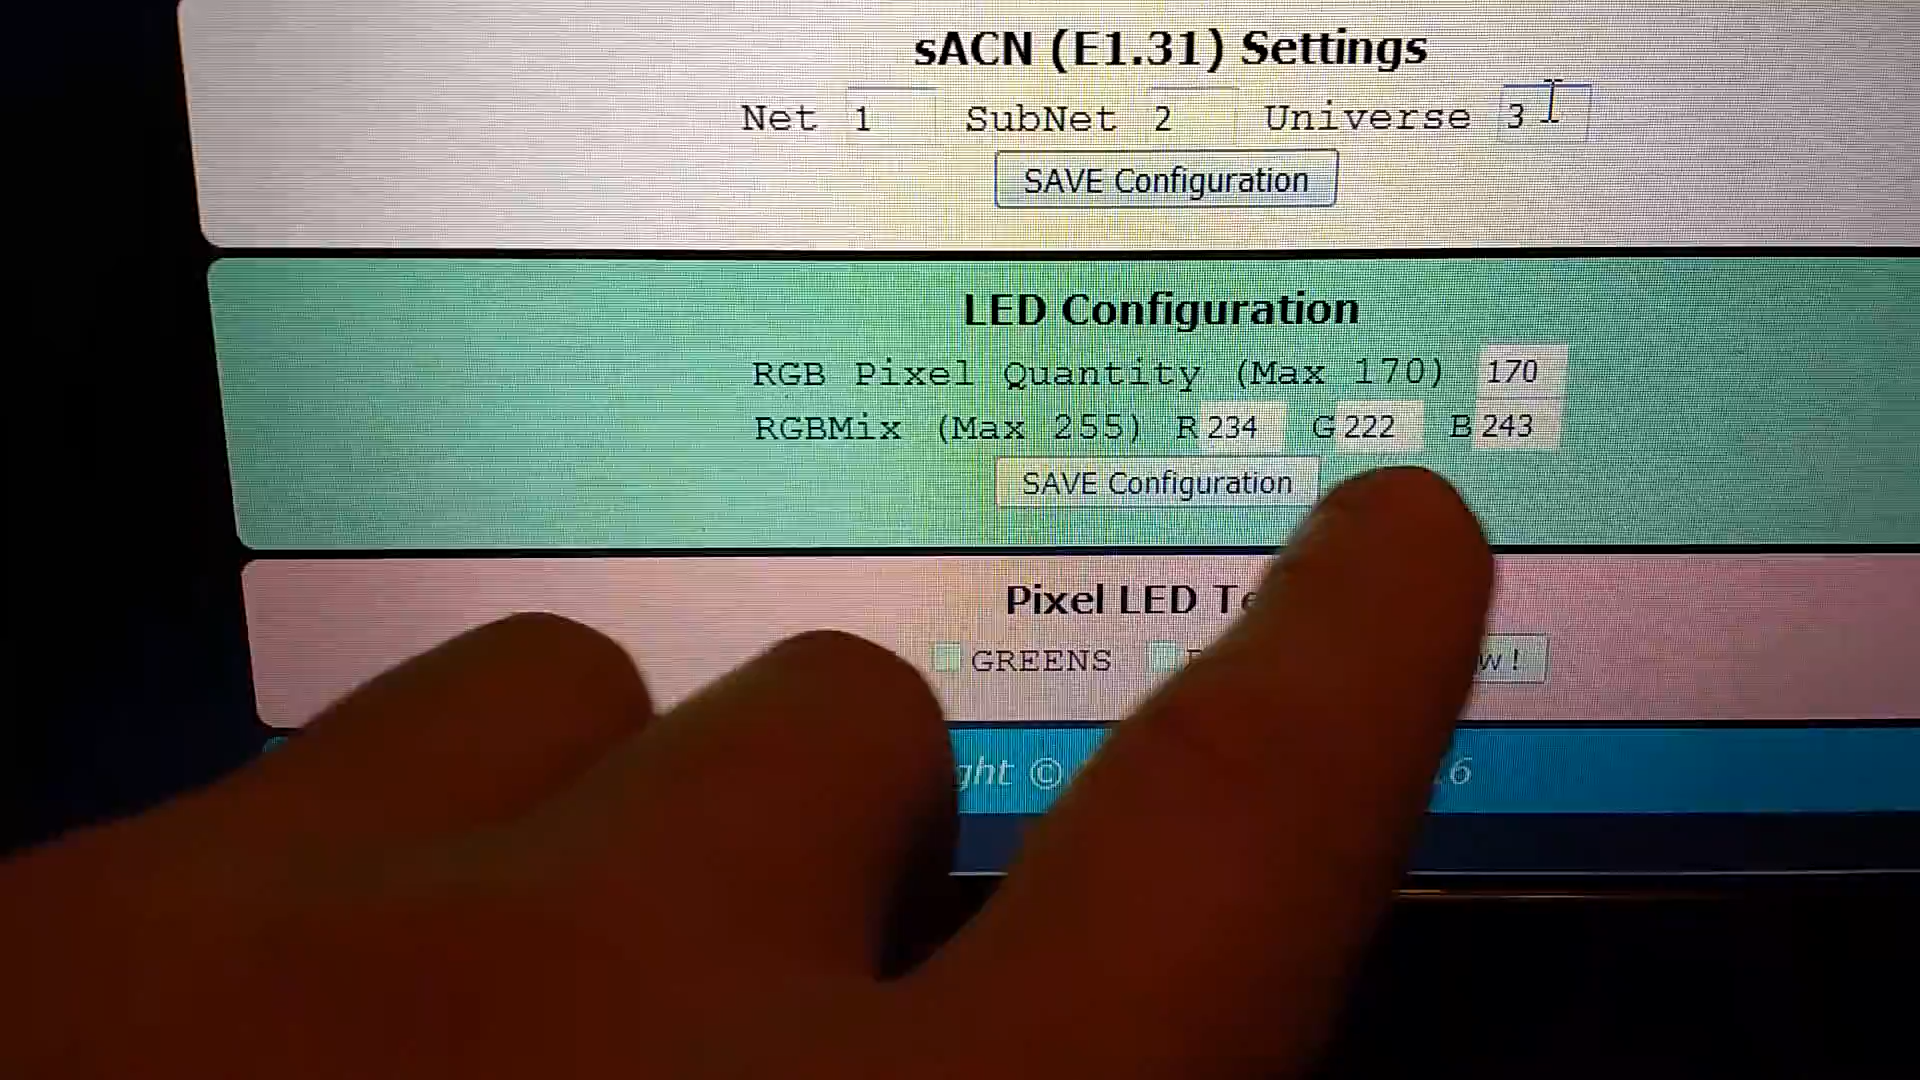 sACN (E1.31) Settings
Net 1 SubNet 2 Universe 3
SAVE Configuration
LED Configuration
RGB Pixel Quantity (Max 170) 170
RGBMix (Max 255) R 234 G 222 B 243
SAVE Configuration
Pixel LED
GREENS
©